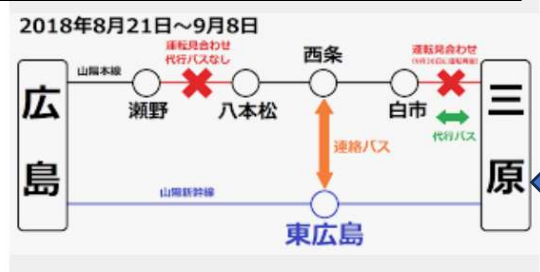 2018年8月21日～9月8日
運転見合わせ
代行バスなし
西条
運転見合わせ
山陽本線
広島
瀬野
八本松
白市
三原
代行バス
連絡バス
山陽新幹線
東広島